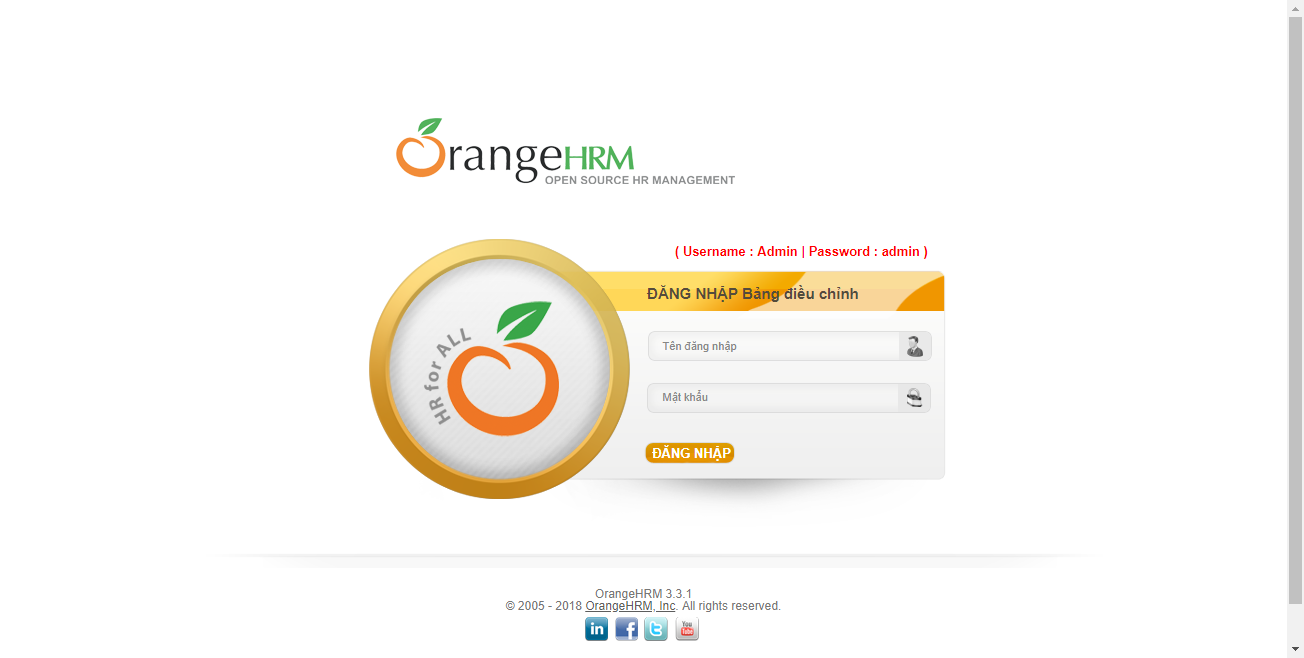 OrangeHRM
OPEN SOURCE HR MANAGEMENT
( Username : Admin | Password : admin )
HR for ALL
ĐĂNG NHẬP Bảng điều chỉnh
Tên đăng nhập
Mật khẩu
ĐĂNG NHẬP
OrangeHRM 3.3.1
© 2005 - 2018 OrangeHRM, Inc. All rights reserved.
in f t You Tube